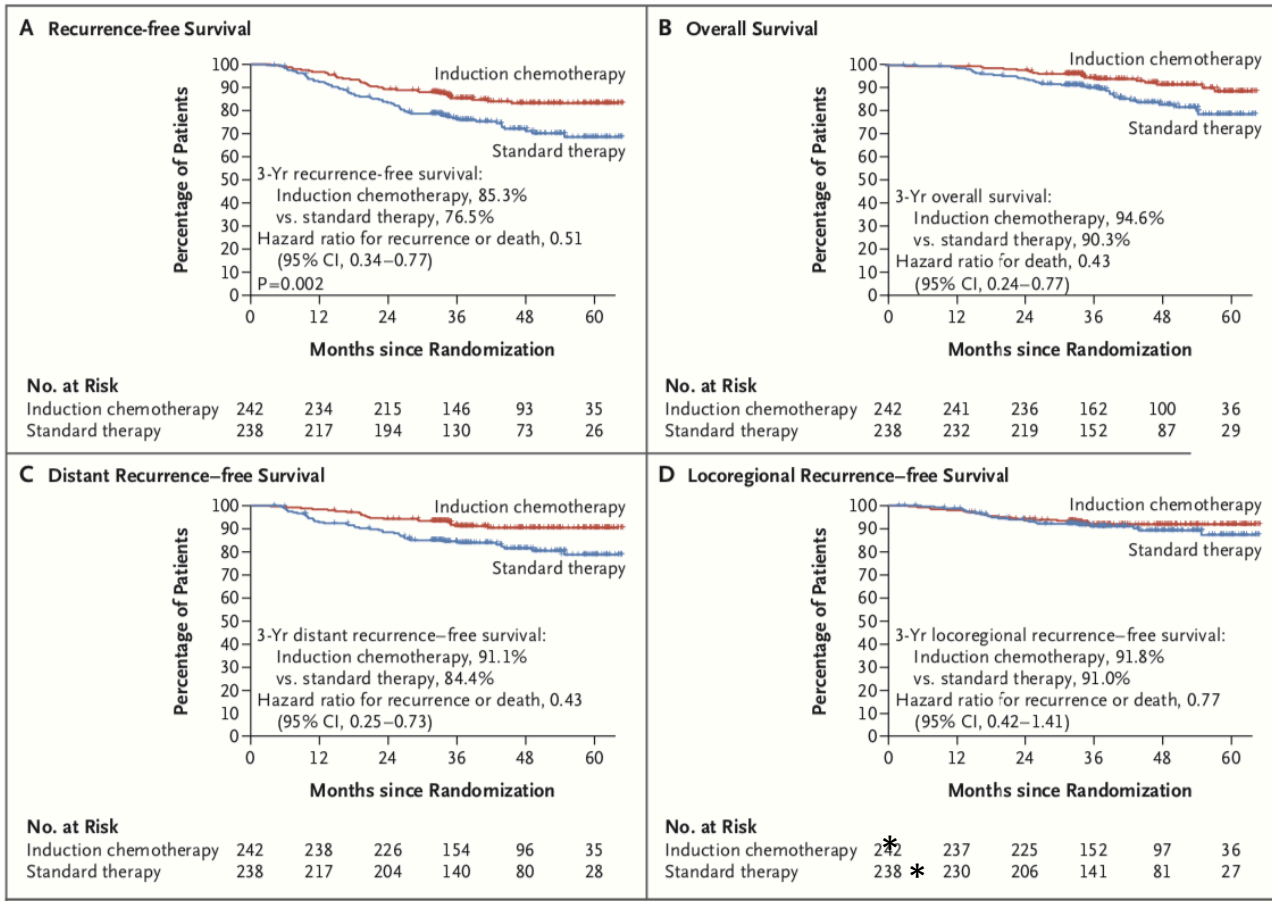 A Recurrence-free Survival
Percentage of Patients
100
90
80
70
60
50
40
30
20
10
0
Induction chemotherapy
Standard therapy
3-Yr recurrence-free survival:
Induction chemotherapy, 85.3%
vs. standard therapy, 76.5%
Hazard ratio for recurrence or death, 0.51
(95% CI, 0.34–0.77)
P=0.002
0 12 24 36 48 60
Months since Randomization
No. at Risk
Induction chemotherapy 242 234 215 146 93 35
Standard therapy 238 217 194 130 73 26
B Overall Survival
Percentage of Patients
100
90
80
70
60
50
40
30
20
10
0
Induction chemotherapy
Standard therapy
3-Yr overall survival:
Induction chemotherapy, 94.6%
vs. standard therapy, 90.3%
Hazard ratio for death, 0.43
(95% CI, 0.24–0.77)
0 12 24 36 48 60
Months since Randomization
No. at Risk
Induction chemotherapy 242 241 236 162 100 36
Standard therapy 238 232 219 152 87 29
C Distant Recurrence–free Survival
Percentage of Patients
100
90
80
70
60
50
40
30
20
10
0
Induction chemotherapy
Standard therapy
3-Yr distant recurrence–free survival:
Induction chemotherapy, 91.1%
vs. standard therapy, 84.4%
Hazard ratio for recurrence or death, 0.43
(95% CI, 0.25–0.73)
0 12 24 36 48 60
Months since Randomization
No. at Risk
Induction chemotherapy 242 238 226 154 96 35
Standard therapy 238 217 204 140 80 28
D Locoregional Recurrence–free Survival
Percentage of Patients
100
90
80
70
60
50
40
30
20
10
0
Induction chemotherapy
Standard therapy
3-Yr locoregional recurrence–free survival:
Induction chemotherapy, 91.8%
vs. standard therapy, 91.0%
Hazard ratio for recurrence or death, 0.77
(95% CI, 0.42–1.41)
0 12 24 36 48 60
Months since Randomization
No. at Risk
*
Induction chemotherapy 242 237 225 152 97 36
Standard therapy 238 * 230 206 141 81 27